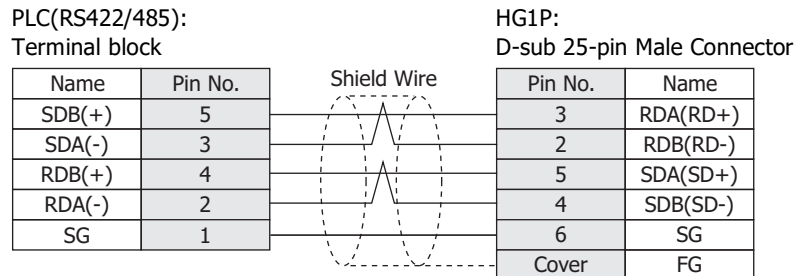 PLC(RS422/485):
Terminal block
HG1P:
D-sub 25-pin Male Connector
Name Pin No. Shield Wire Pin No. Name
SDB(+) 5 3 RDA(RD+)
SDA(-) 3 2 RDB(RD-)
RDB(+) 4 5 SDA(SD+)
RDA(-) 2 4 SDB(SD-)
SG 1 6 SG
Cover FG